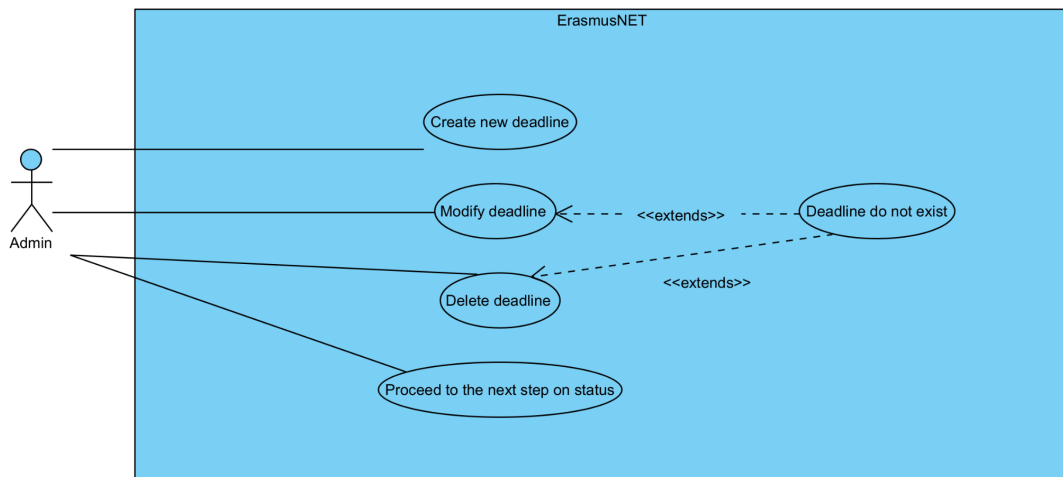 ErasmusNET
Create new deadline
Admin
Modify deadline
<<extends>>
Deadline do not exist
Delete deadline
<<extends>>
Proceed to the next step on status